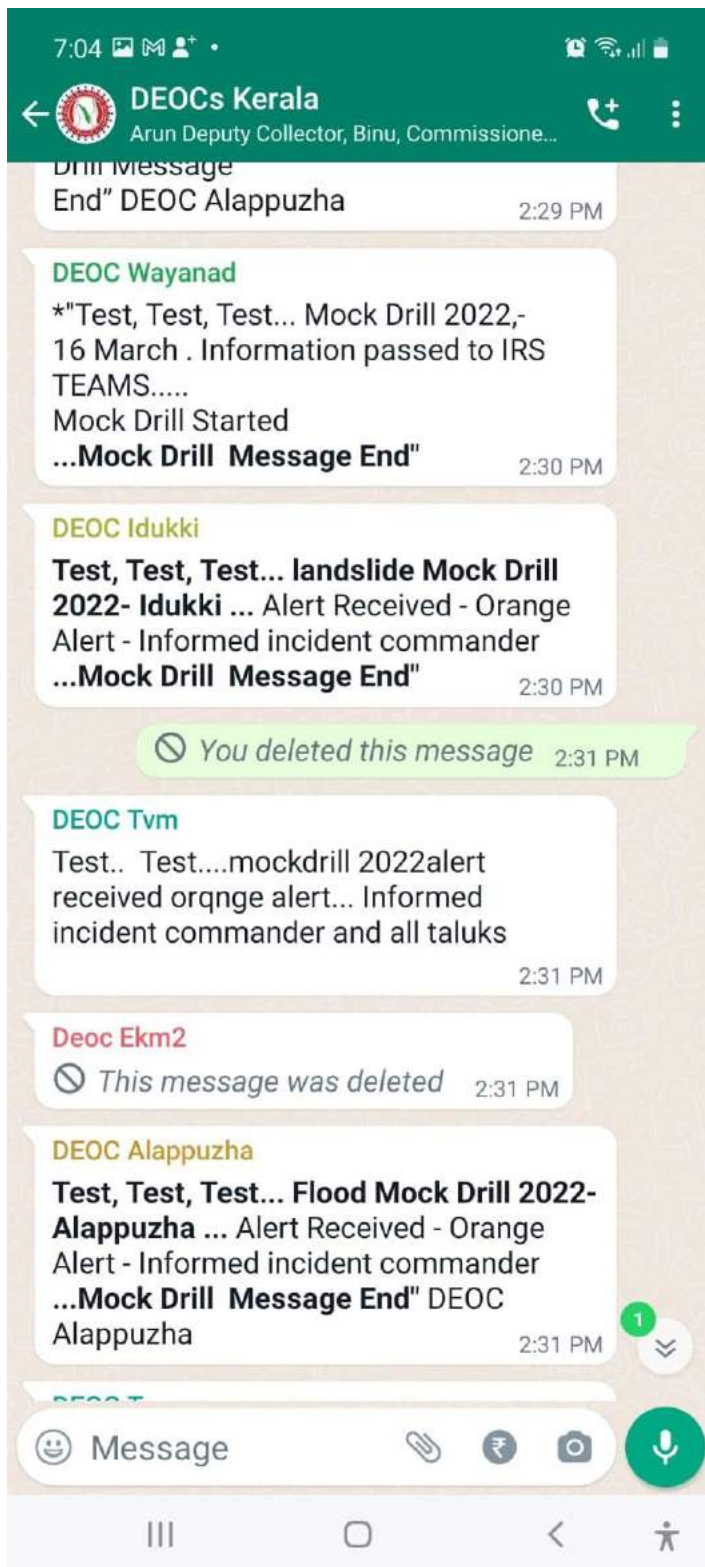 7:04
DEOCs Kerala
Arun Deputy Collector, Binu, Commissione...
Drill Message
End” DEOC Alappuzha
2:29 PM
DEOC Wayanad
*"Test, Test, Test... Mock Drill 2022,-
16 March . Information passed to IRS
TEAMS.....
Mock Drill Started
...Mock Drill Message End"
2:30 PM
DEOC Idukki
Test, Test, Test... landslide Mock Drill
2022- Idukki ... Alert Received - Orange
Alert - Informed incident commander
...Mock Drill Message End"
2:30 PM
You deleted this message 2:31 PM
DEOC Tvm
Test.. Test....mockdrill 2022alert
received orqnge alert... Informed
incident commander and all taluks
2:31 PM
Deoc Ekm2
This message was deleted 2:31 PM
DEOC Alappuzha
Test, Test, Test... Flood Mock Drill 2022-
Alappuzha ... Alert Received - Orange
Alert - Informed incident commander
...Mock Drill Message End" DEOC
Alappuzha
2:31 PM
1
Message